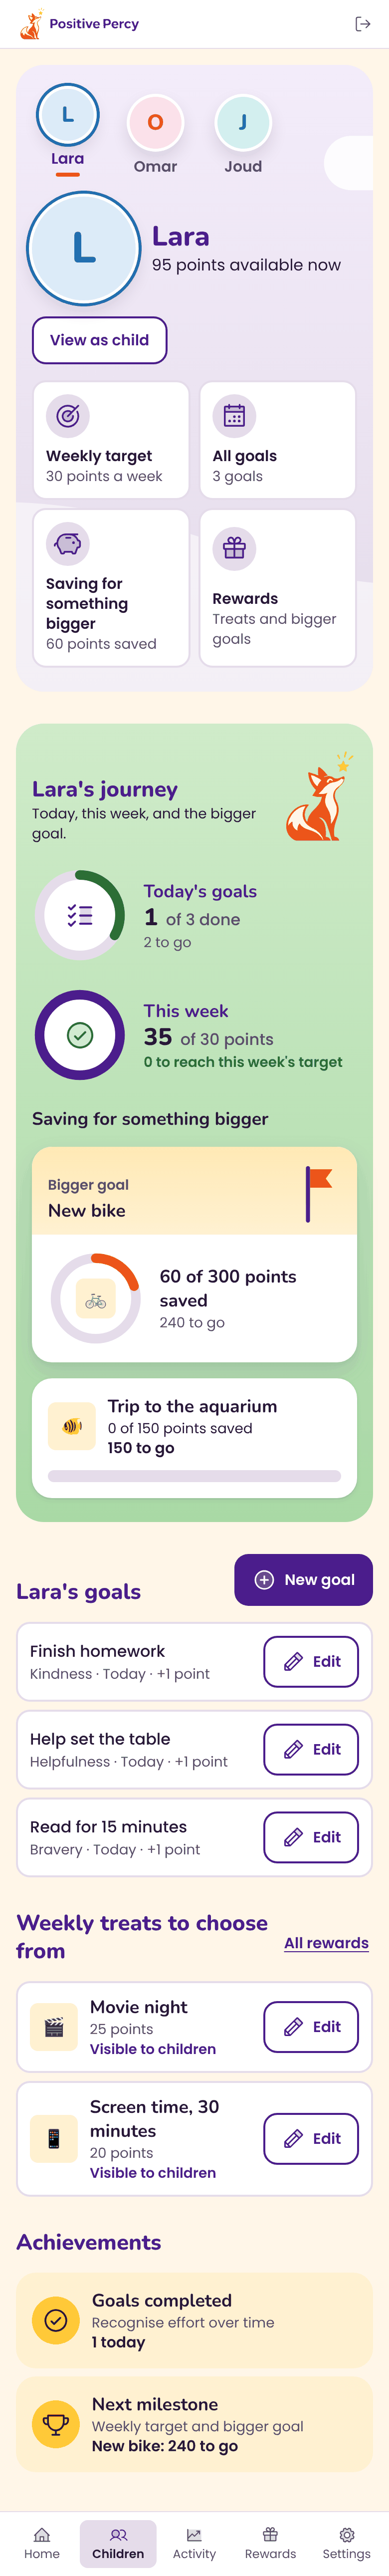 Positive Percy
L
O
J
Lara
Omar
Joud
L
Lara
95 points available now
View as child
Weekly target
30 points a week
All goals
3 goals
Saving for
something
bigger
60 points saved
Rewards
Treats and bigger
goals
Lara's journey
Today, this week, and the bigger
goal.
Today's goals
1 of 3 done
2 to go
This week
35 of 30 points
0 to reach this week's target
Saving for something bigger
Bigger goal
New bike
60 of 300 points
saved
240 to go
Trip to the aquarium
0 of 150 points saved
150 to go
Lara's goals
New goal
Finish homework
Kindness · Today · +1 point
Edit
Help set the table
Helpfulness · Today · +1 point
Edit
Read for 15 minutes
Bravery · Today · +1 point
Edit
Weekly treats to choose
from
All rewards
Movie night
25 points
Visible to children
Edit
Screen time, 30
minutes
20 points
Visible to children
Edit
Achievements
Goals completed
Recognise effort over time
1 today
Next milestone
Weekly target and bigger goal
New bike: 240 to go
Home
Children
Activity
Rewards
Settings